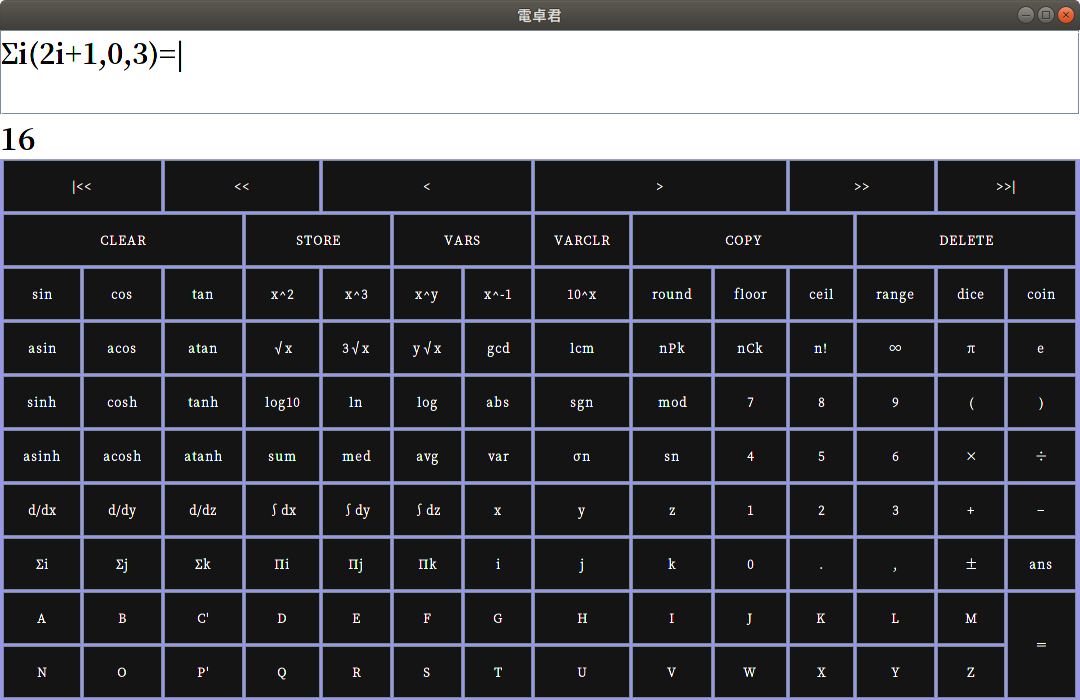 電卓君
Σi(2i+1,0,3)=
16
|<< << < > >> >>|
CLEAR STORE VARS VARCLR COPY DELETE
sin cos tan x^2 x^3 x^y x^-1 10^x round floor ceil range dice coin
asin acos atan √x 3√x y√x gcd lcm nPk nCk n! ∞ π e
sinh cosh tanh log10 ln log abs sgn mod 7 8 9 ( )
asinh acosh atanh sum med avg var σn sn 4 5 6 × ÷
d/dx d/dy d/dz ∫dx ∫dy ∫dz x y z 1 2 3 + −
Σi Σj Σk Πi Πj Πk i j k 0 . , ± ans
A B C' D E F G H I J K L M
=
N O P' Q R S T U V W X Y Z